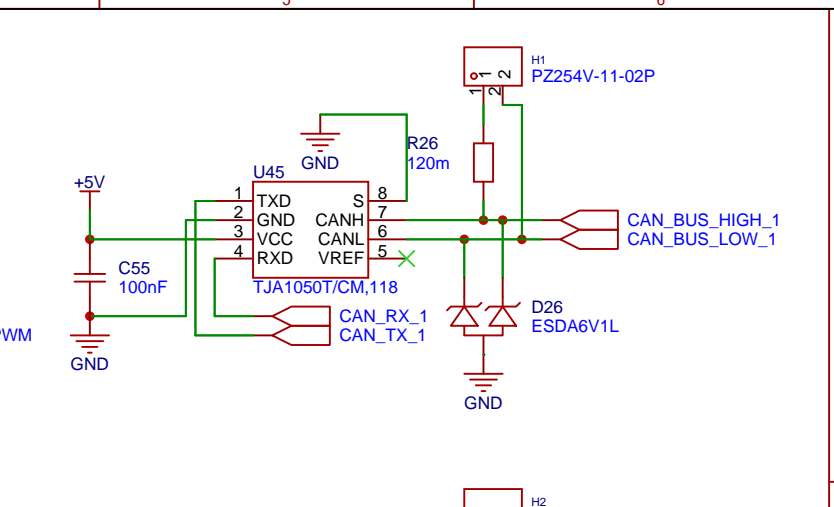 5
6
H1
PZ254V-11-02P
1
2
1
2
R26
120m
GND
U45
+5V
1 TXD
2 GND
3 VCC
4 RXD
S 8
CANH 7
CANL 6
VREF 5
TJA1050T/CM,118
C55
100nF
GND
CAN_BUS_HIGH_1
CAN_BUS_LOW_1
CAN_RX_1
CAN_TX_1
D26
ESDA6V1L
GND
PWM
H2